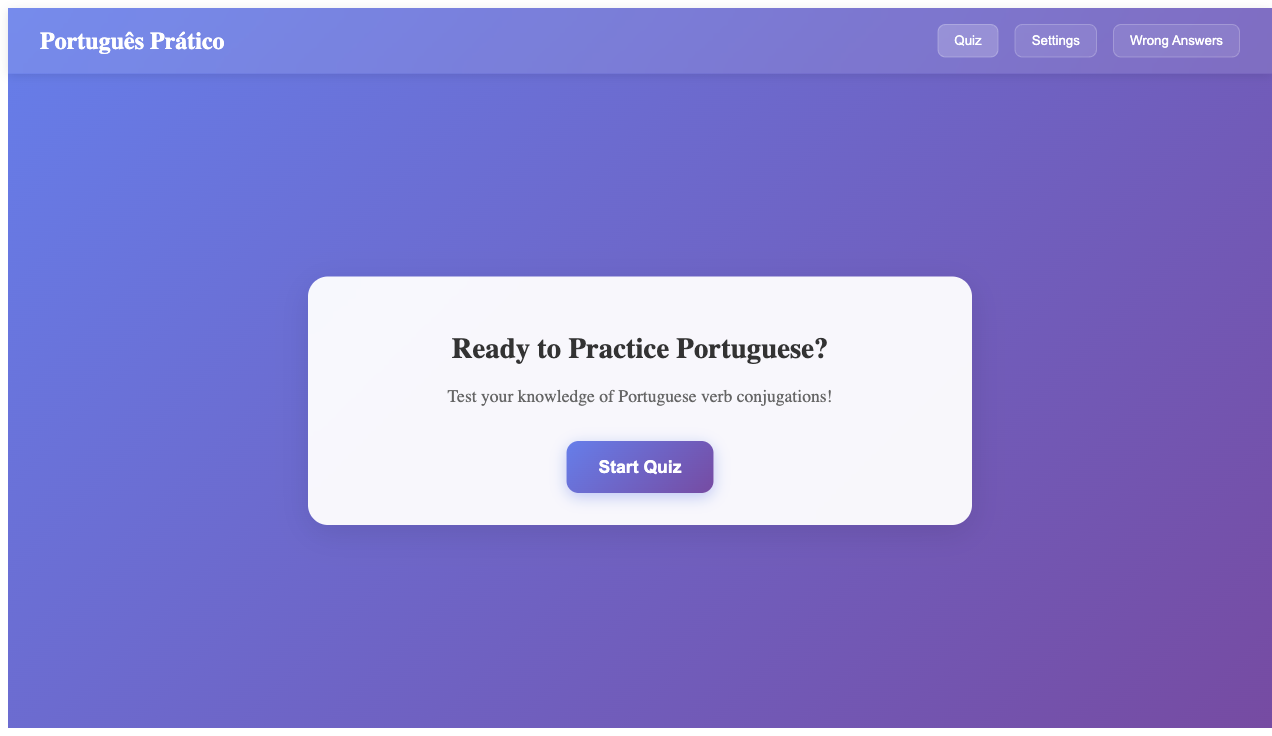 Português Prático
Quiz
Settings
Wrong Answers
Ready to Practice Portuguese?
Test your knowledge of Portuguese verb conjugations!
Start Quiz